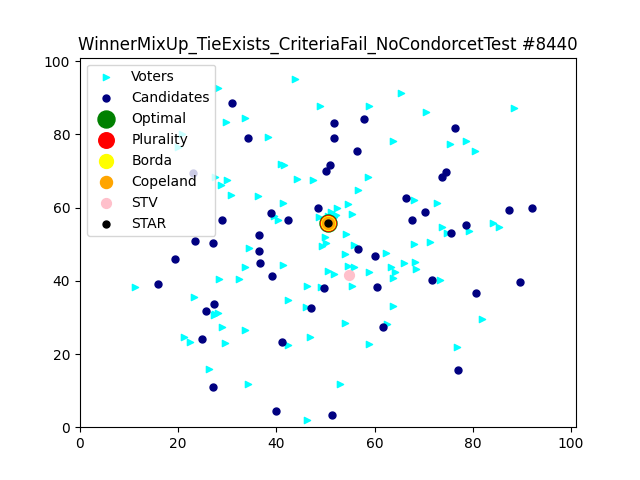 WinnerMixUp_TieExists_CriteriaFail_NoCondorcetTest #8440
Voters
Candidates
Optimal
Plurality
Borda
Copeland
STV
STAR
100
80
60
40
20
0
0 20 40 60 80 100